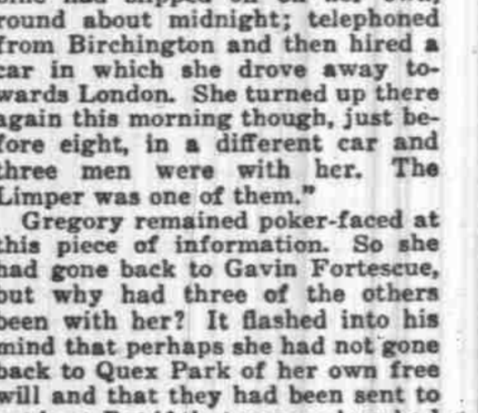 round about midnight; telephoned
from Birchington and then hired a
car in which she drove away to-
wards London. She turned up there
again this morning though, just be-
fore eight, in a different car and
three men were with her. The
Limper was one of them."
Gregory remained poker-faced at
this piece of information. So she
had gone back to Gavin Fortescue,
but why had three of the others
been with her? It flashed into his
mind that perhaps she had not gone
back to Quex Park of her own free
will and that they had been sent to